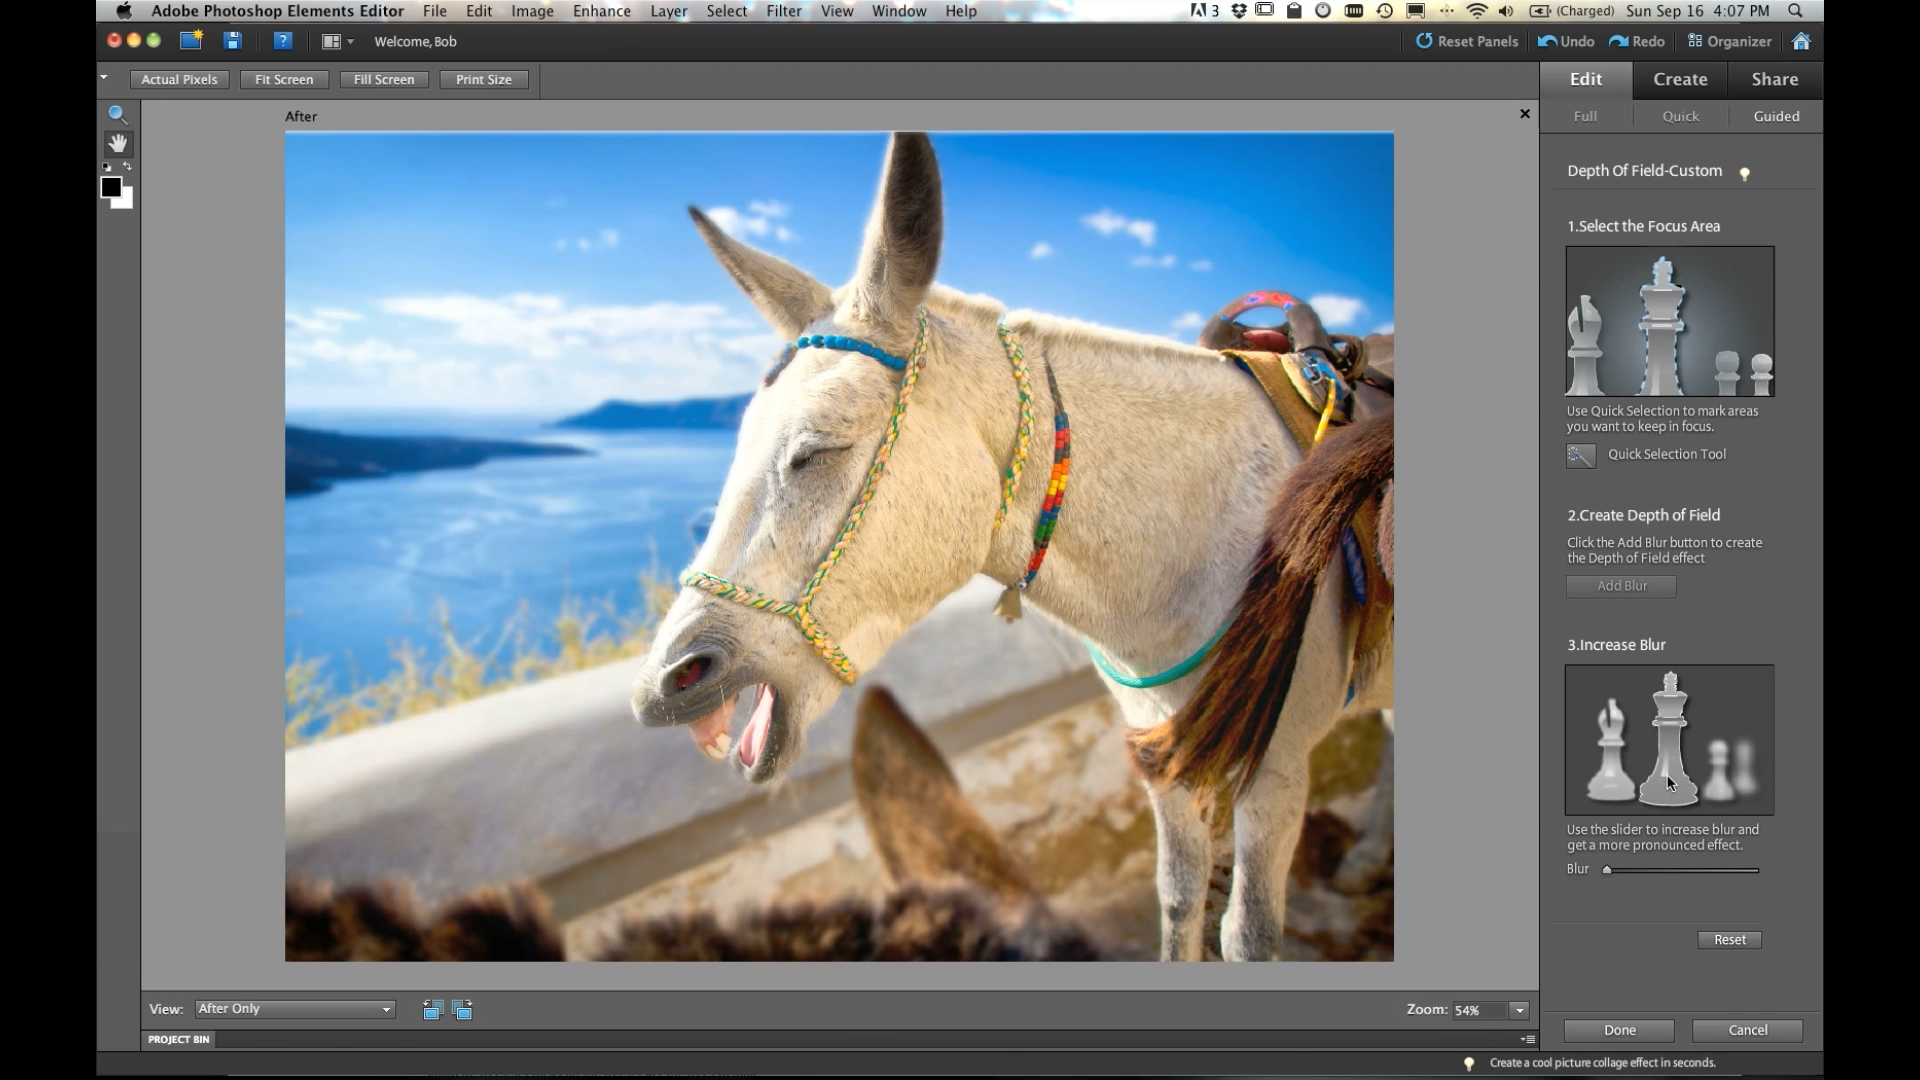 Adobe Photoshop Elements Editor File Edit Image Enhance Layer Select Filter View Window Help 3 (Charged) Sun Sep 16 4:07 PM
Welcome, Bob Reset Panels Undo Redo Organizer
Actual Pixels Fit Screen Fill Screen Print Size Edit Create Share
After Full Quick Guided
Depth Of Field-Custom
1.Select the Focus Area
Use Quick Selection to mark areas
you want to keep in focus.
Quick Selection Tool
2.Create Depth of Field
Click the Add Blur button to create
the Depth of Field effect
Add Blur
3.Increase Blur
Use the slider to increase blur and
get a more pronounced effect.
Blur
Reset
View: After Only Zoom: 54%
Done Cancel
PROJECT BIN
Create a cool picture collage effect in seconds.